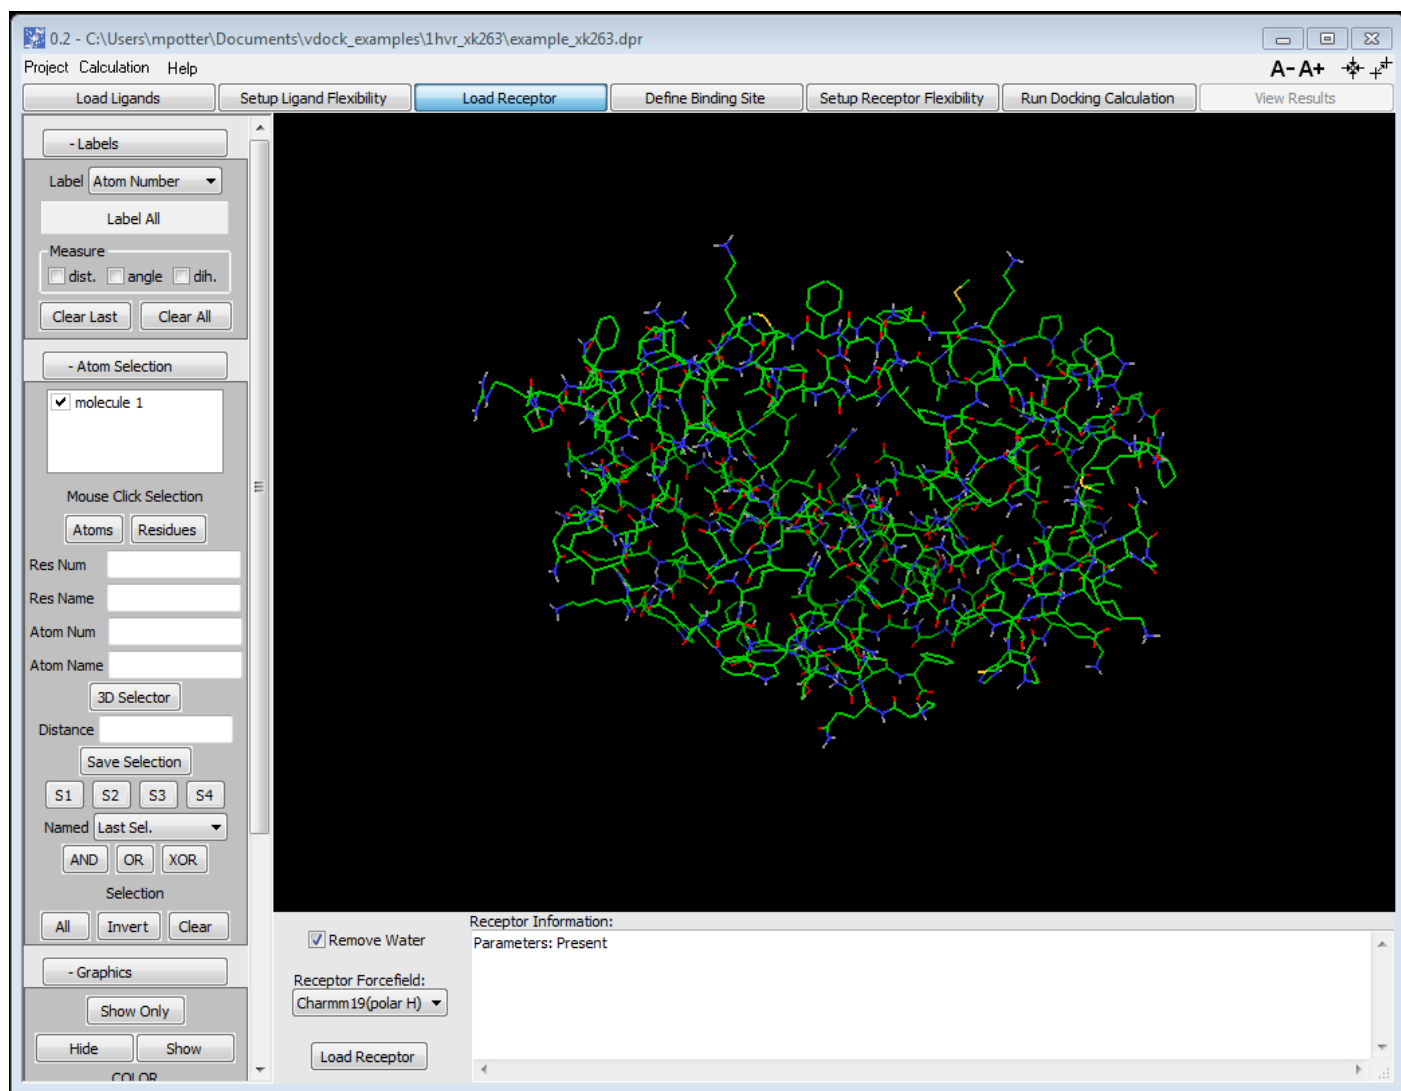 0.2 - C:\Users\mpotter\Documents\vdock_examples\1hvr_xk263\example_xk263.dpr
Project Calculation Help
A- A+
Load Ligands Setup Ligand Flexibility Load Receptor Define Binding Site Setup Receptor Flexibility Run Docking Calculation View Results
- Labels
Label Atom Number
Label All
Measure
dist. angle dih.
Clear Last Clear All
- Atom Selection
molecule 1
Mouse Click Selection
Atoms Residues
Res Num
Res Name
Atom Num
Atom Name
3D Selector
Distance
Save Selection
S1 S2 S3 S4
Named Last Sel.
AND OR XOR
Selection
All Invert Clear
- Graphics
Show Only
Hide Show
COLOR
Remove Water
Receptor Forcefield:
Charmm19(polar H)
Load Receptor
Receptor Information:
Parameters: Present